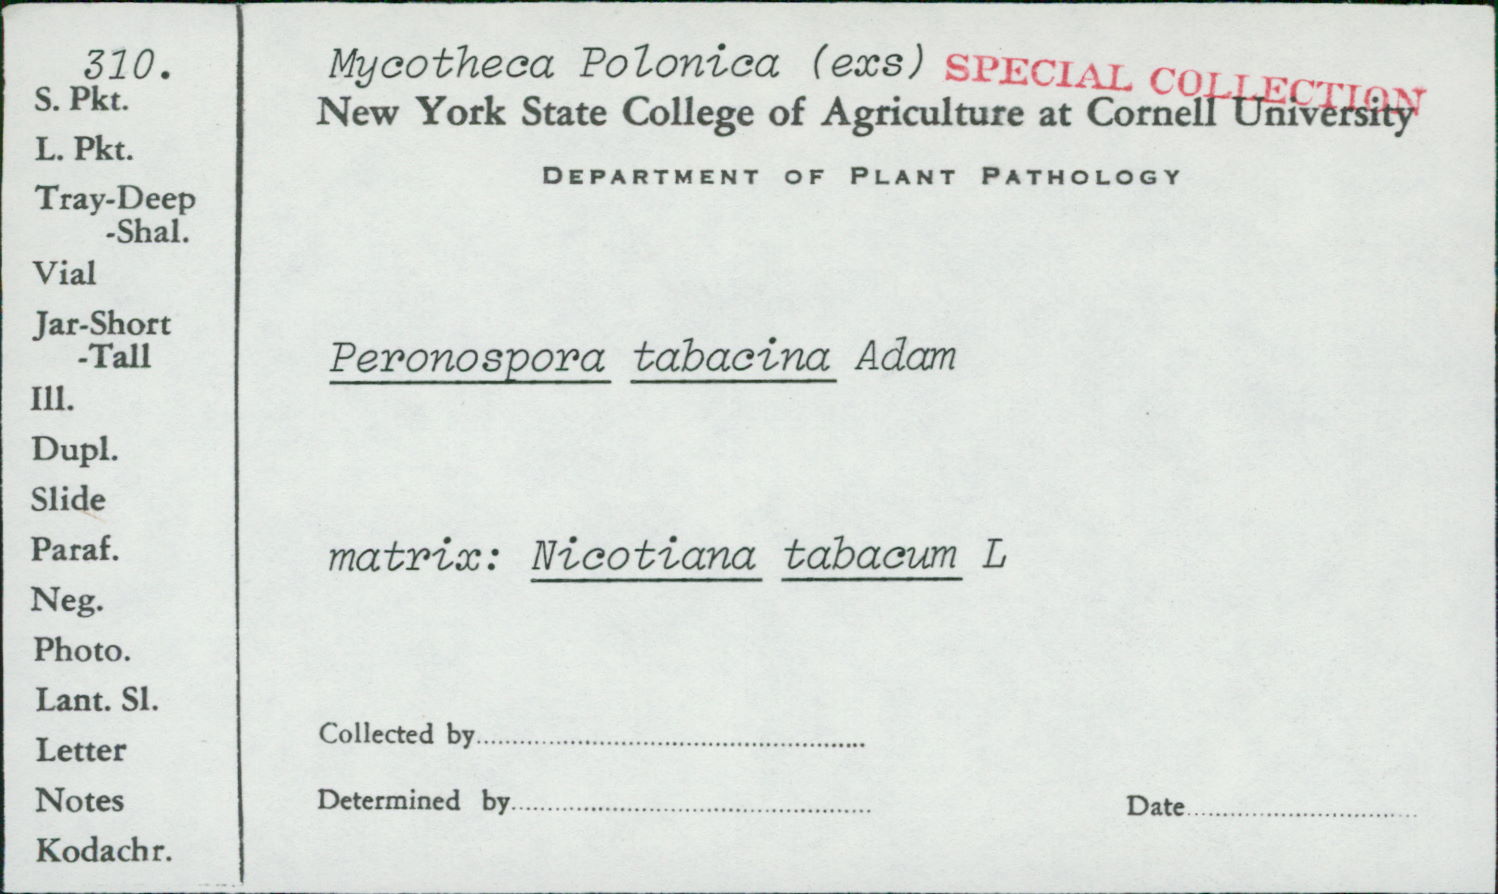 310.
S. Pkt.
L. Pkt.
Tray-Deep
-Shal.
Vial
Jar-Short
-Tall
Ill.
Dupl.
Slide
Paraf.
Neg.
Photo.
Lant. Sl.
Letter
Notes
Kodachr.
Mycotheca Polonica (exs) SPECIAL COLLECTION
New York State College of Agriculture at Cornell University
DEPARTMENT OF PLANT PATHOLOGY
Peronospora tabacina Adam
matrix: Nicotiana tabacum L
Collected by
Determined by
Date